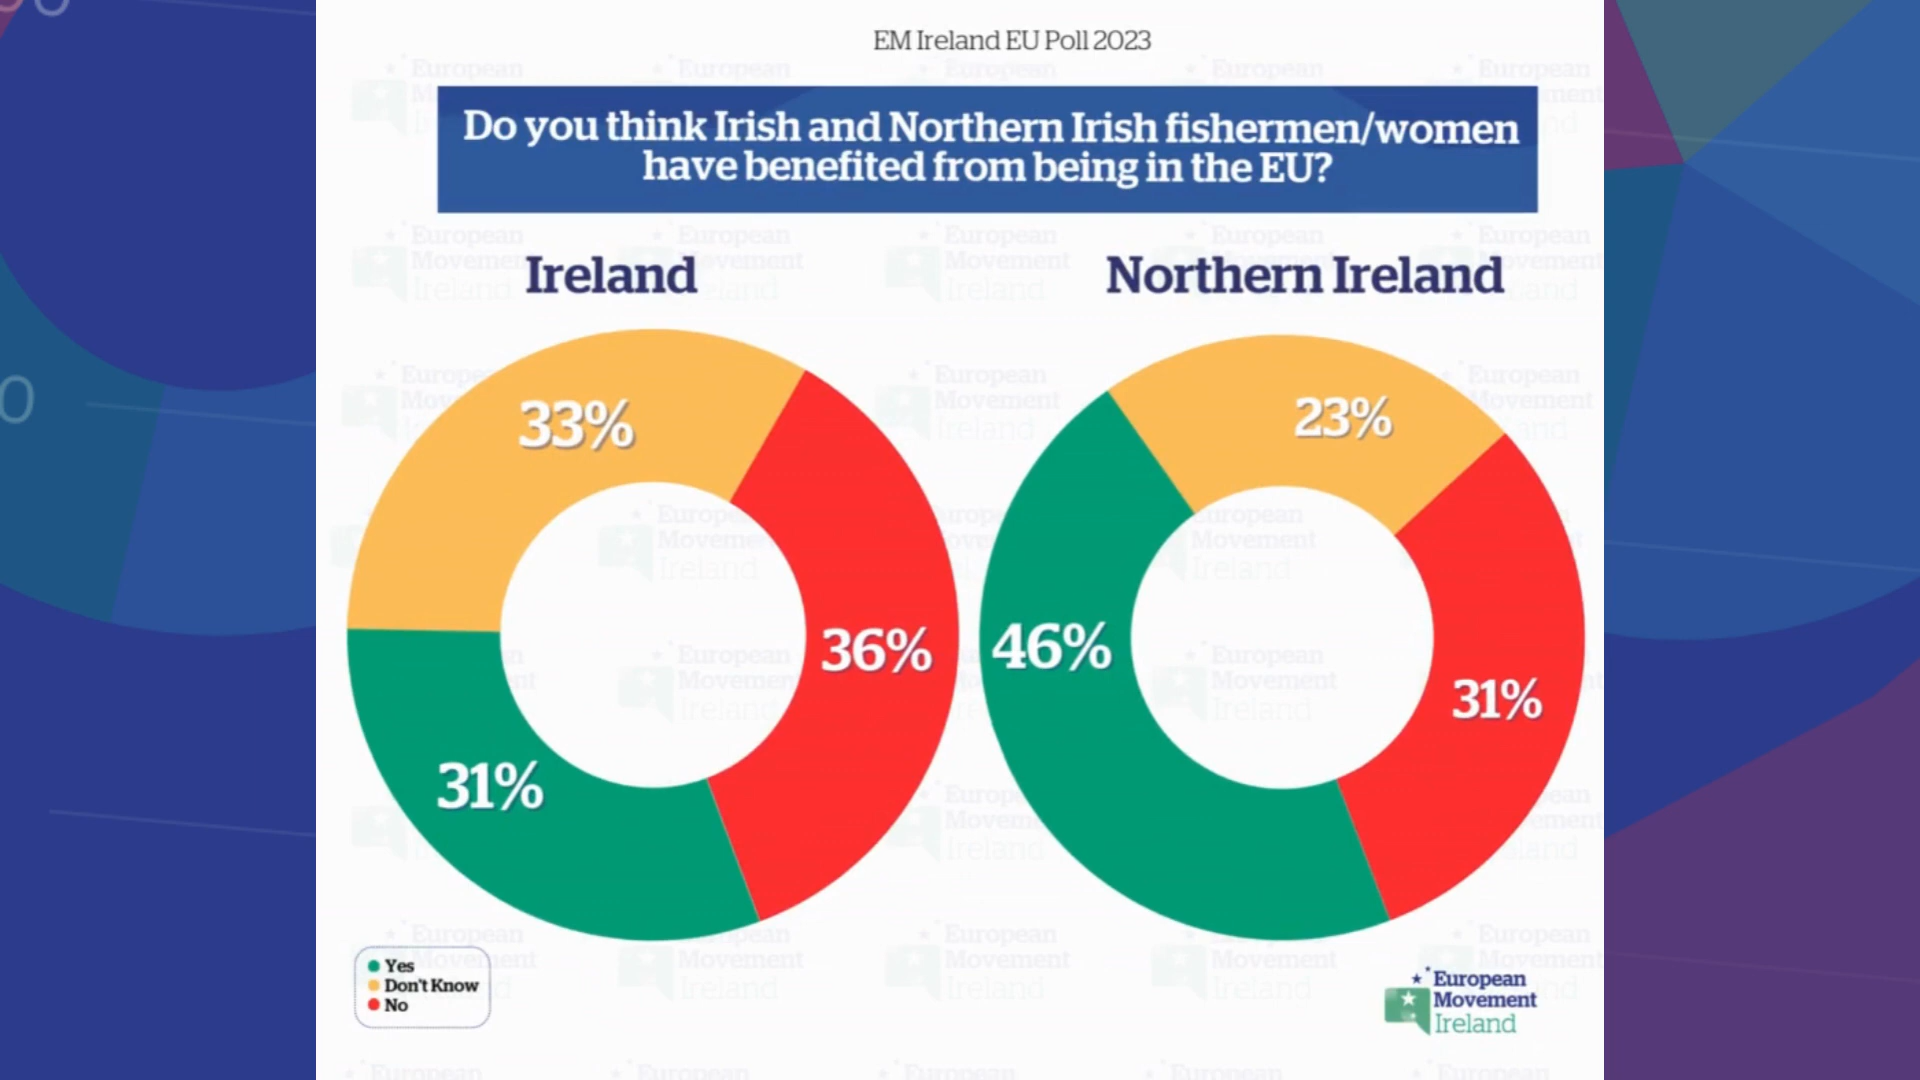 EM Ireland EU Poll 2023
Do you think Irish and Northern Irish fishermen/women
have benefited from being in the EU?
Ireland
Northern Ireland
33%
36%
31%
23%
46%
31%
Yes
Don't Know
No
European
Movement
Ireland